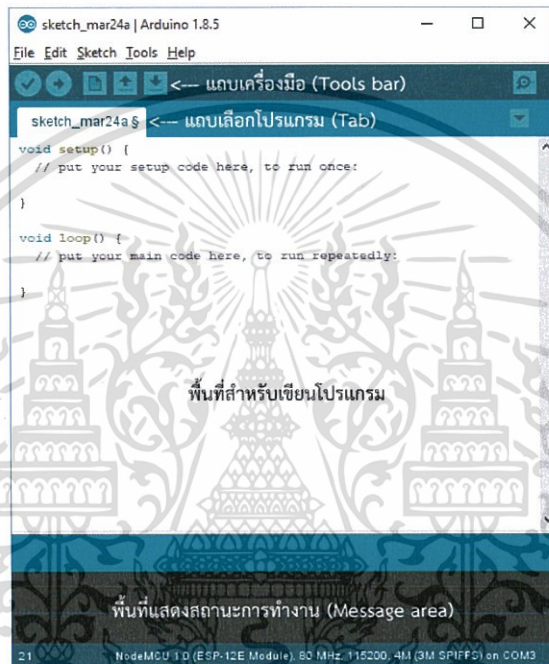 sketch_mar24a | Arduino 1.8.5
File Edit Sketch Tools Help
<--- แถบเครื่องมือ (Tools bar)
sketch_mar24a § <--- แถบเลือกโปรแกรม (Tab)
void setup() {
// put your setup code here, to run once:
}
void loop() {
// put your main code here, to run repeatedly:
}
พื้นที่สำหรับเขียนโปรแกรม
พื้นที่แสดงสถานะการทำงาน (Message area)
21 NodeMCU 1.0 (ESP-12E Module), 80 MHz, 115200, 4M (3M SPIFFS) on COM3